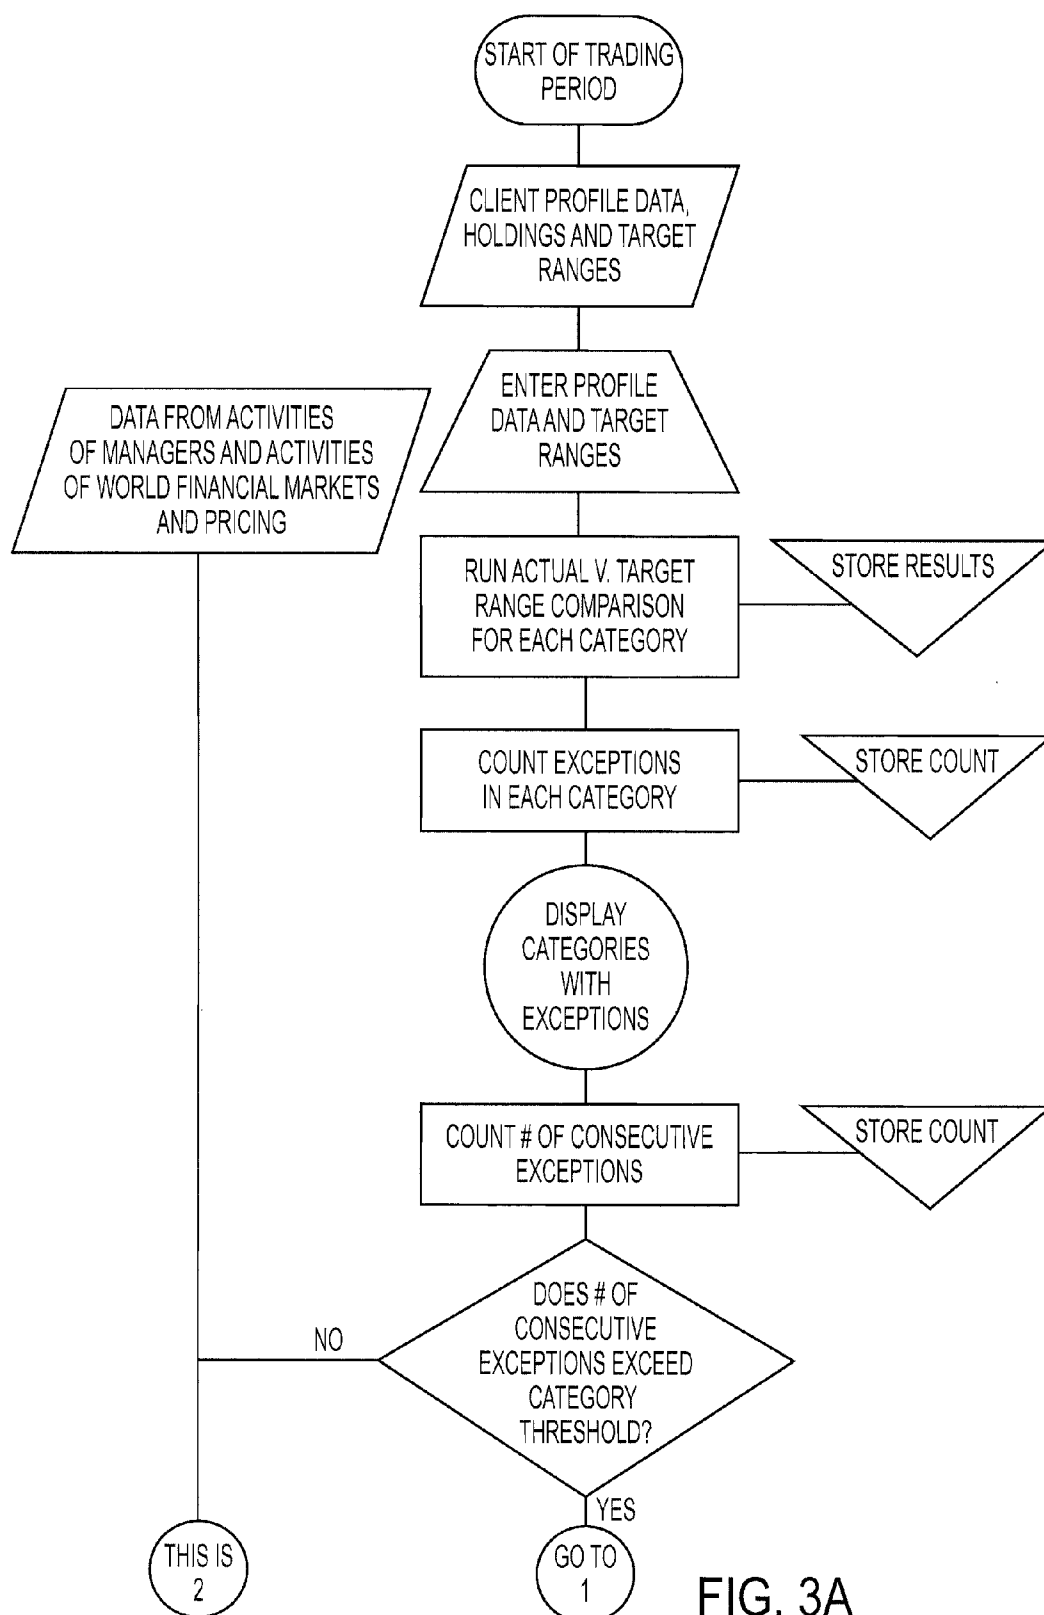 START OF TRADING
PERIOD
CLIENT PROFILE DATA,
HOLDINGS AND TARGET
RANGES
ENTER PROFILE
DATA AND TARGET
RANGES
DATA FROM ACTIVITIES
OF MANAGERS AND ACTIVITIES
OF WORLD FINANCIAL MARKETS
AND PRICING
RUN ACTUAL V. TARGET
RANGE COMPARISON
FOR EACH CATEGORY
STORE RESULTS
COUNT EXCEPTIONS
IN EACH CATEGORY
STORE COUNT
DISPLAY
CATEGORIES
WITH
EXCEPTIONS
COUNT # OF CONSECUTIVE
EXCEPTIONS
STORE COUNT
DOES # OF
CONSECUTIVE
EXCEPTIONS EXCEED
CATEGORY
THRESHOLD?
NO
YES
THIS IS
2
GO TO
1
FIG. 3A